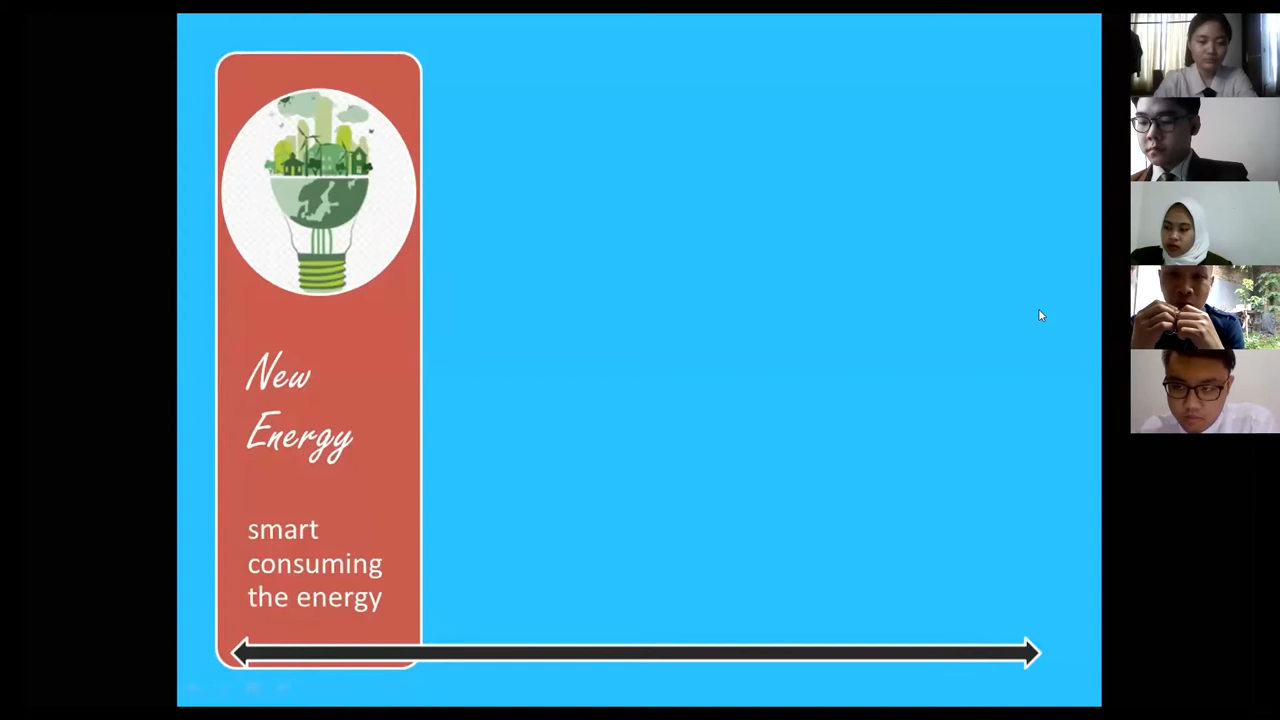 New
Energy
smart
consuming
the energy